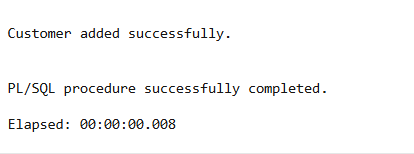 Customer added successfully.
PL/SQL procedure successfully completed.
Elapsed: 00:00:00.008